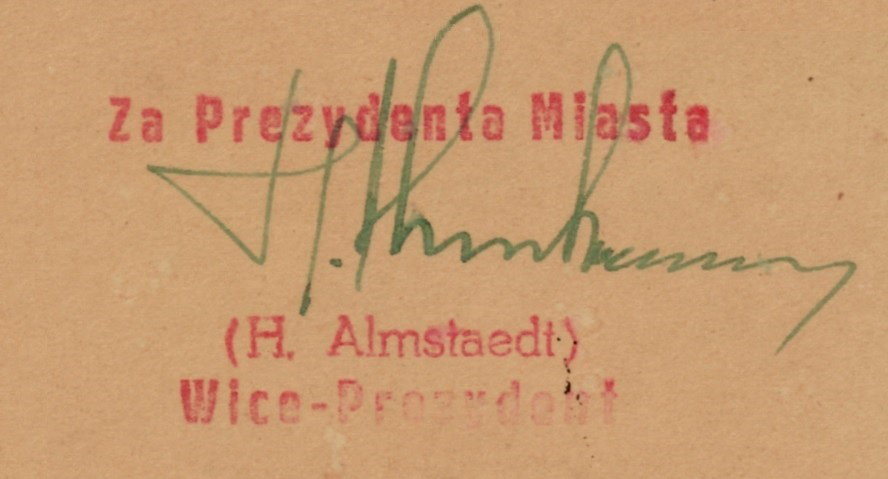 Za Prezydenta Miasta
(H. Almstaedt)
Wice-Prezydent